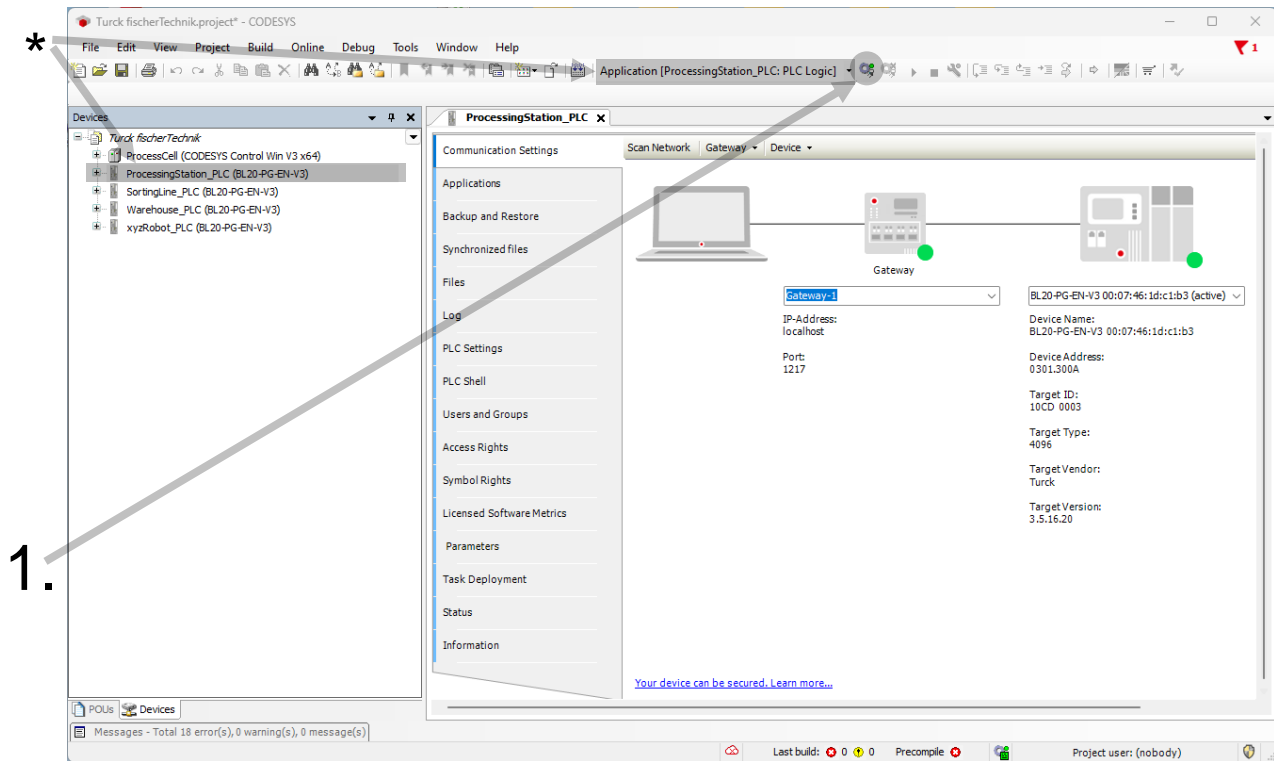 Turck fischerTechnik.project* - CODESYS
*
File Edit View Project Build Online Debug Tools Window Help
1
Application [ProcessingStation_PLC: PLC Logic]
Devices
ProcessingStation_PLC
Turck fischerTechnik
ProcessCell (CODESYS Control Win V3 x64)
ProcessingStation_PLC (BL20-PG-EN-V3)
SortingLine_PLC (BL20-PG-EN-V3)
Warehouse_PLC (BL20-PG-EN-V3)
xyzRobot_PLC (BL20-PG-EN-V3)
Communication Settings
Applications
Backup and Restore
Synchronized files
Files
Log
PLC Settings
PLC Shell
Users and Groups
Access Rights
Symbol Rights
Licensed Software Metrics
Parameters
Task Deployment
Status
Information
Scan Network Gateway Device
Gateway
Gateway-1
IP-Address:
localhost
Port:
1217
BL20-PG-EN-V3 00:07:46:1d:c1:b3 (active)
Device Name:
BL20-PG-EN-V3 00:07:46:1d:c1:b3
Device Address:
0301.300A
Target ID:
10CD 0003
Target Type:
4096
Target Vendor:
Turck
Target Version:
3.5.16.20
1.
Your device can be secured. Learn more...
POUs Devices
Messages - Total 18 error(s), 0 warning(s), 0 message(s)
Last build: 0 0 Precompile Project user: (nobody)